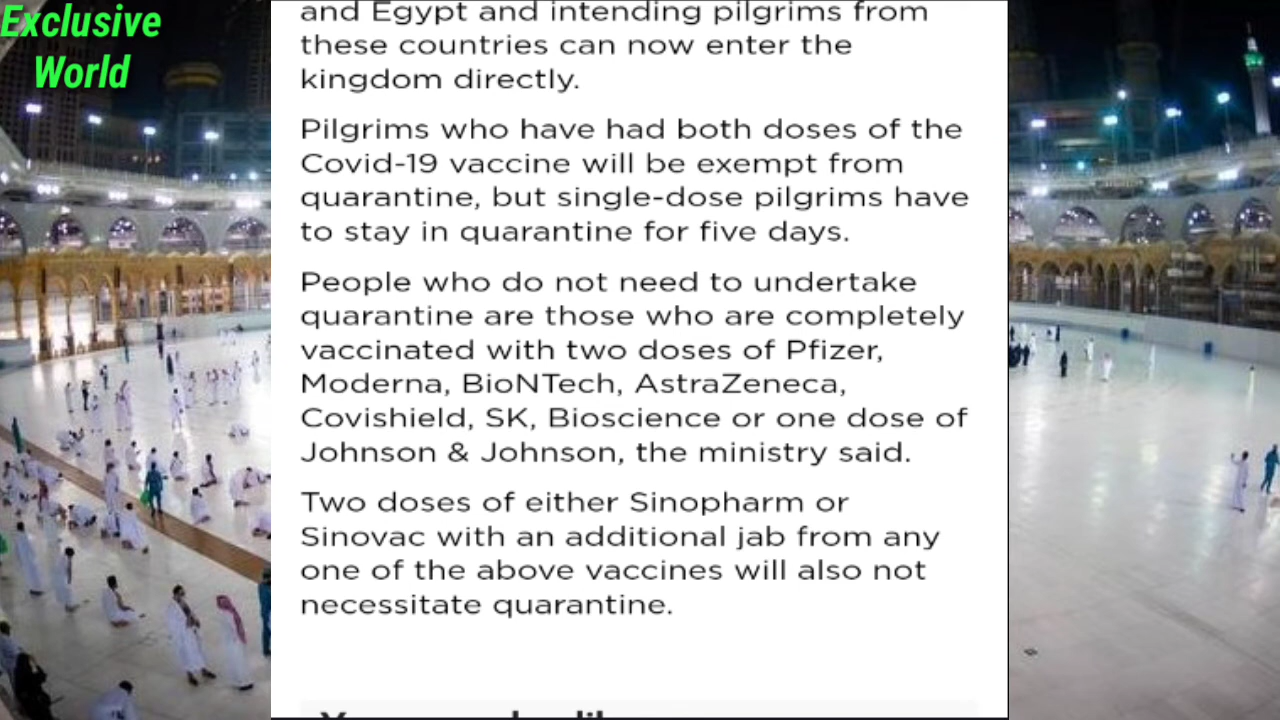 Exclusive
World
and Egypt and intending pilgrims from
these countries can now enter the
kingdom directly.
Pilgrims who have had both doses of the
Covid-19 vaccine will be exempt from
quarantine, but single-dose pilgrims have
to stay in quarantine for five days.
People who do not need to undertake
quarantine are those who are completely
vaccinated with two doses of Pfizer,
Moderna, BioNTech, AstraZeneca,
Covishield, SK, Bioscience or one dose of
Johnson & Johnson, the ministry said.
Two doses of either Sinopharm or
Sinovac with an additional jab from any
one of the above vaccines will also not
necessitate quarantine.